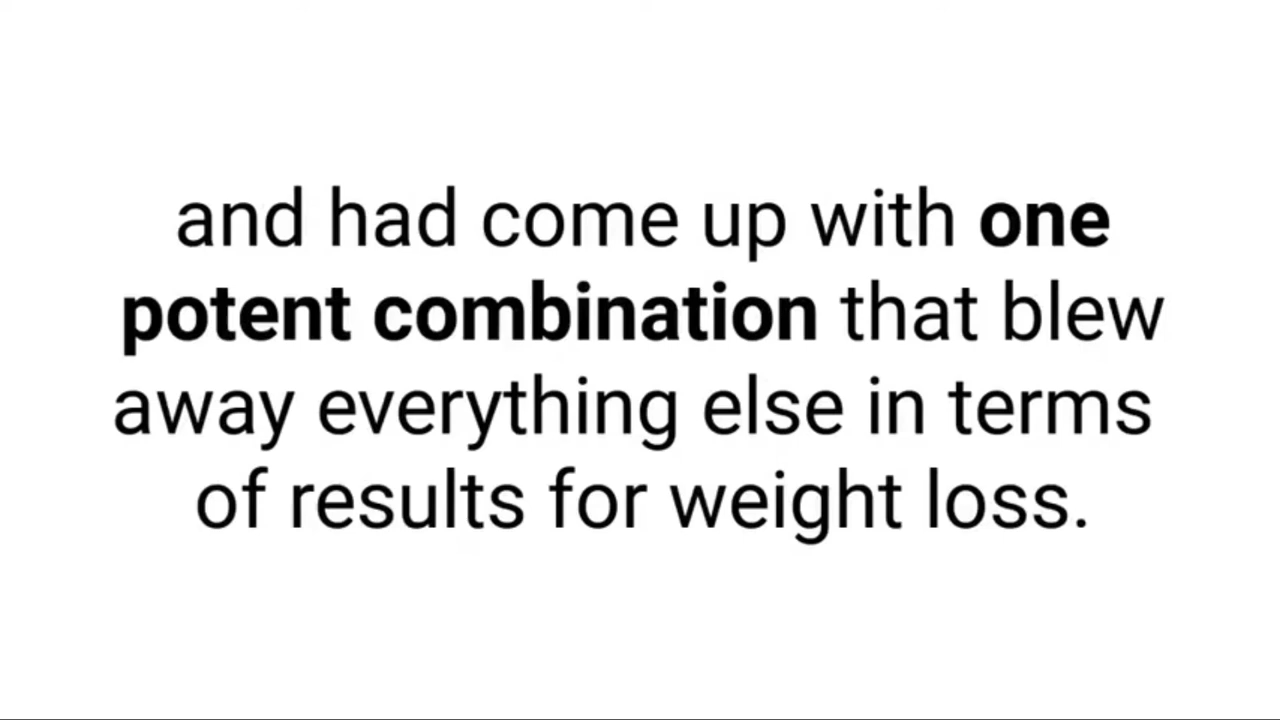 and had come up with one
potent combination that blew
away everything else in terms
of results for weight loss.